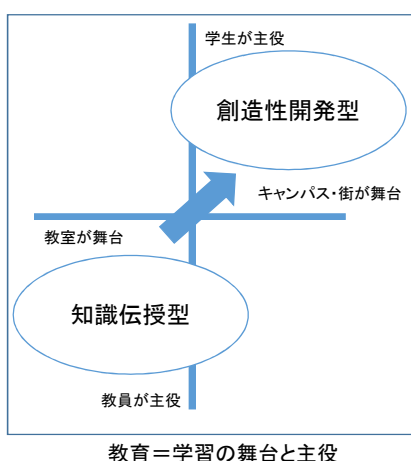 学生が主役
創造性開発型
キャンパス・街が舞台
教室が舞台
知識伝授型
教員が主役
教育＝学習の舞台と主役